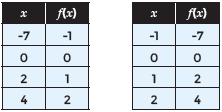 x f(x) x f(x)
-7 -1 -1 -7
0 0 0 0
2 1 1 2
4 2 2 4